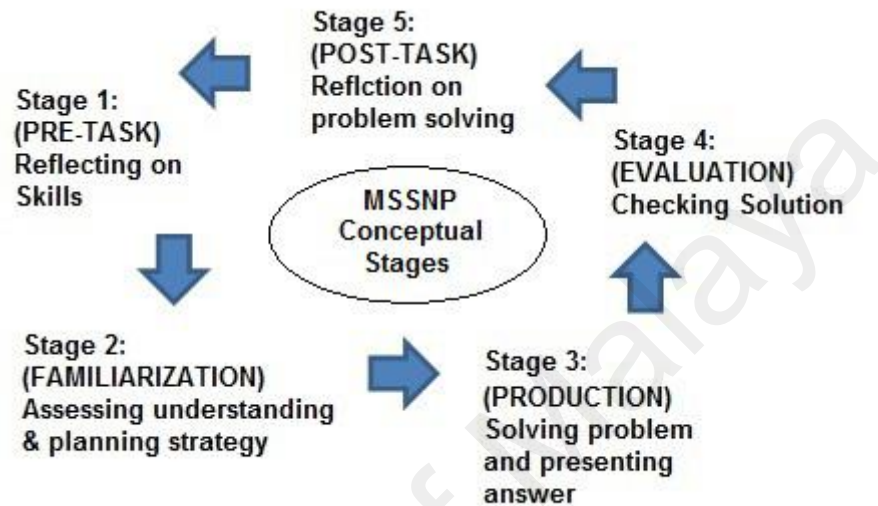 Stage 5:
(POST-TASK)
Reflction on
problem solving
Stage 1:
(PRE-TASK)
Reflecting on
Skills
Stage 4:
(EVALUATION)
Checking Solution
MSSNP
Conceptual
Stages
Stage 2:
(FAMILIARIZATION)
Assessing understanding
& planning strategy
Stage 3:
(PRODUCTION)
Solving problem
and presenting
answer
of Malaya